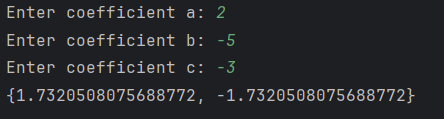 Enter coefficient a: 2
Enter coefficient b: -5
Enter coefficient c: -3
{1.7320508075688772, -1.7320508075688772}